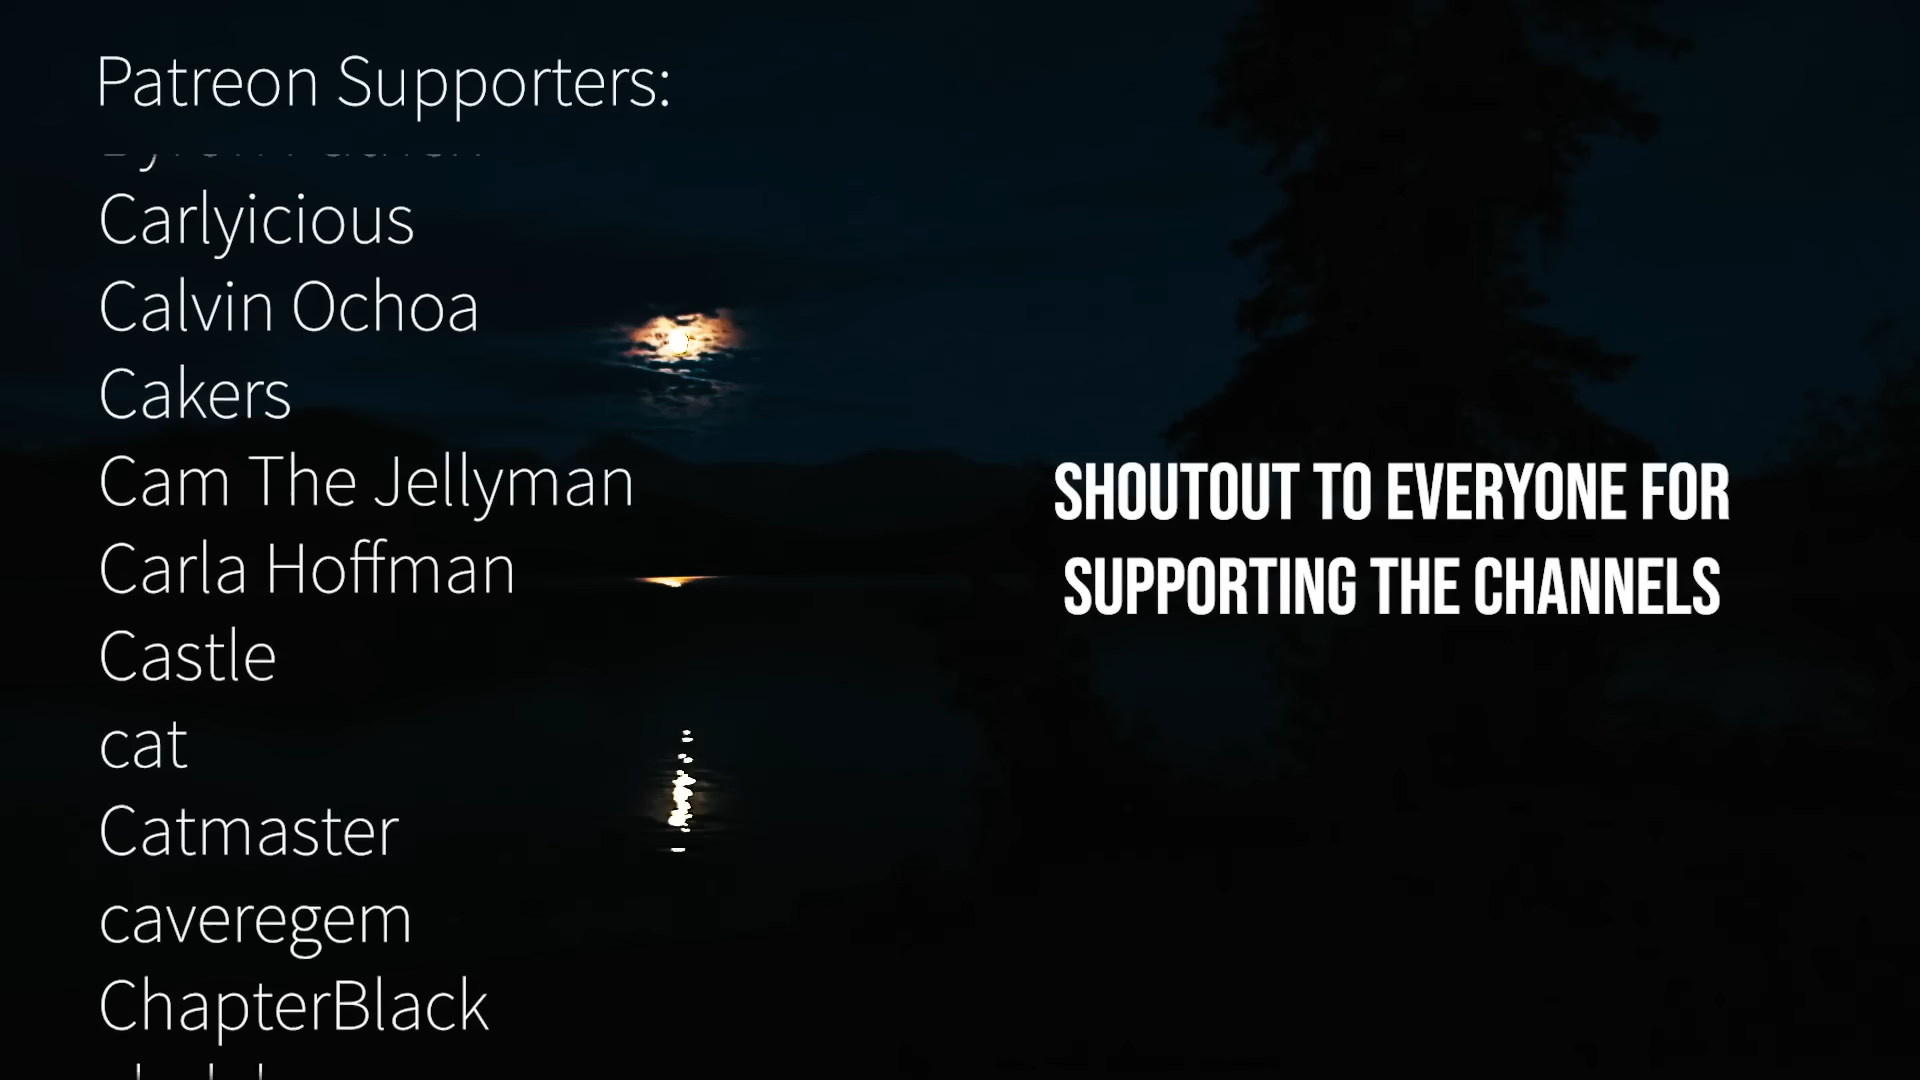 Patreon Supporters:
Carlyicious
Calvin Ochoa
Cakers
Cam The Jellyman
Carla Hoffman
Castle
cat
Catmaster
caveregem
ChapterBlack
SHOUTOUT TO EVERYONE FOR
SUPPORTING THE CHANNELS